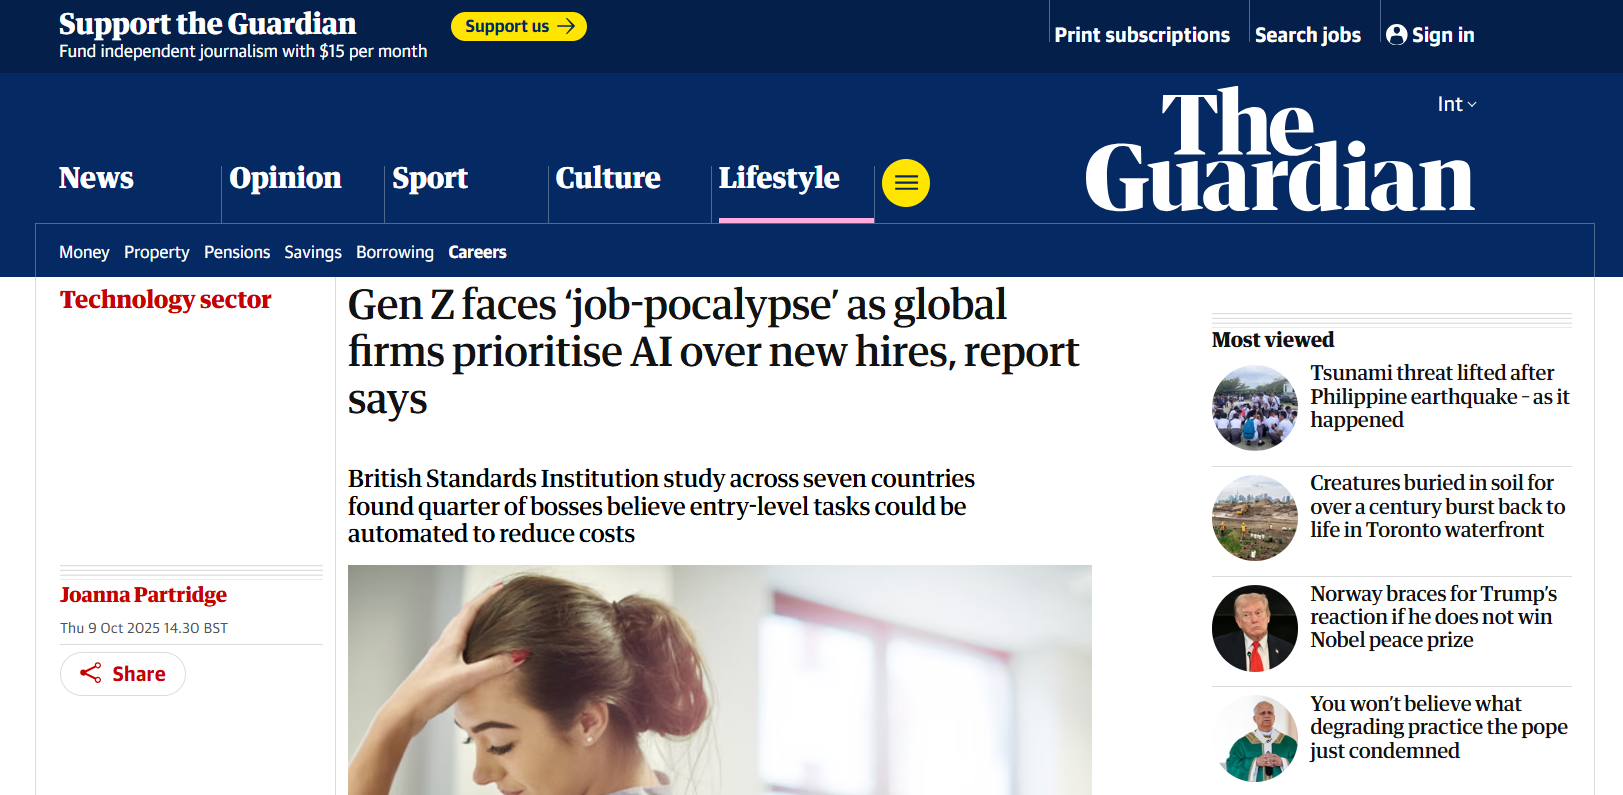 Support the Guardian
Fund independent journalism with $15 per month
Support us
Print subscriptions
Search jobs
Sign in
The
Guardian
Int
News
Opinion
Sport
Culture
Lifestyle
Money
Property
Pensions
Savings
Borrowing
Careers
Technology sector
Gen Z faces ‘job-pocalypse’ as global
firms prioritise AI over new hires, report
says
British Standards Institution study across seven countries
found quarter of bosses believe entry-level tasks could be
automated to reduce costs
Joanna Partridge
Thu 9 Oct 2025 14.30 BST
Share
Most viewed
Tsunami threat lifted after
Philippine earthquake – as it
happened
Creatures buried in soil for
over a century burst back to
life in Toronto waterfront
Norway braces for Trump’s
reaction if he does not win
Nobel peace prize
You won’t believe what
degrading practice the pope
just condemned